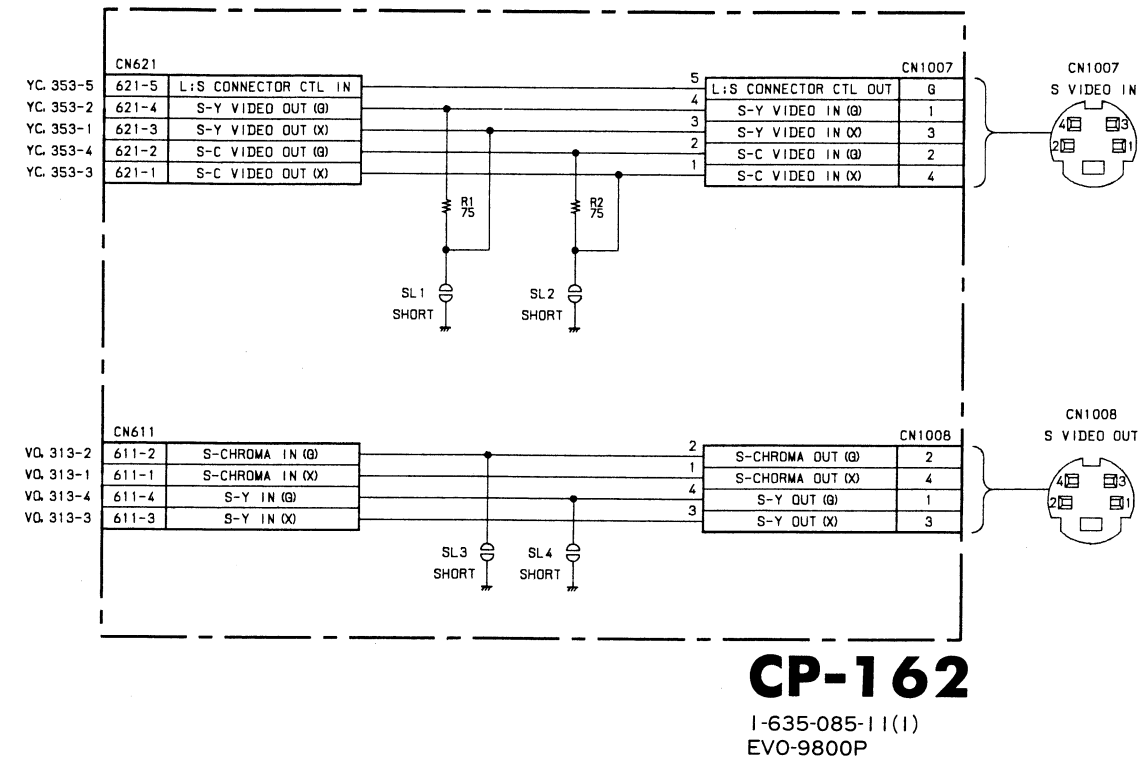 CN621
YC. 353-5 621-5 L:S CONNECTOR CTL IN
YC. 353-2 621-4 S-Y VIDEO OUT (G)
YC. 353-1 621-3 S-Y VIDEO OUT (X)
YC. 353-4 621-2 S-C VIDEO OUT (G)
YC. 353-3 621-1 S-C VIDEO OUT (X)
5
4
3
2
1
CN1007
L:S CONNECTOR CTL OUT G
S-Y VIDEO IN (G) 1
S-Y VIDEO IN (X) 3
S-C VIDEO IN (G) 2
S-C VIDEO IN (X) 4
CN1007
S VIDEO IN
4 3
2 1
R1
75
R2
75
SL1
SHORT
SL2
SHORT
CN611
VO. 313-2 611-2 S-CHROMA IN (G)
VO. 313-1 611-1 S-CHROMA IN (X)
VO. 313-4 611-4 S-Y IN (G)
VO. 313-3 611-3 S-Y IN (X)
2
1
4
3
CN1008
S-CHROMA OUT (G) 2
S-CHORMA OUT (X) 4
S-Y OUT (G) 1
S-Y OUT (X) 3
CN1008
S VIDEO OUT
4 3
2 1
SL3
SHORT
SL4
SHORT
CP-162
1-635-085-11(1)
EVO-9800P